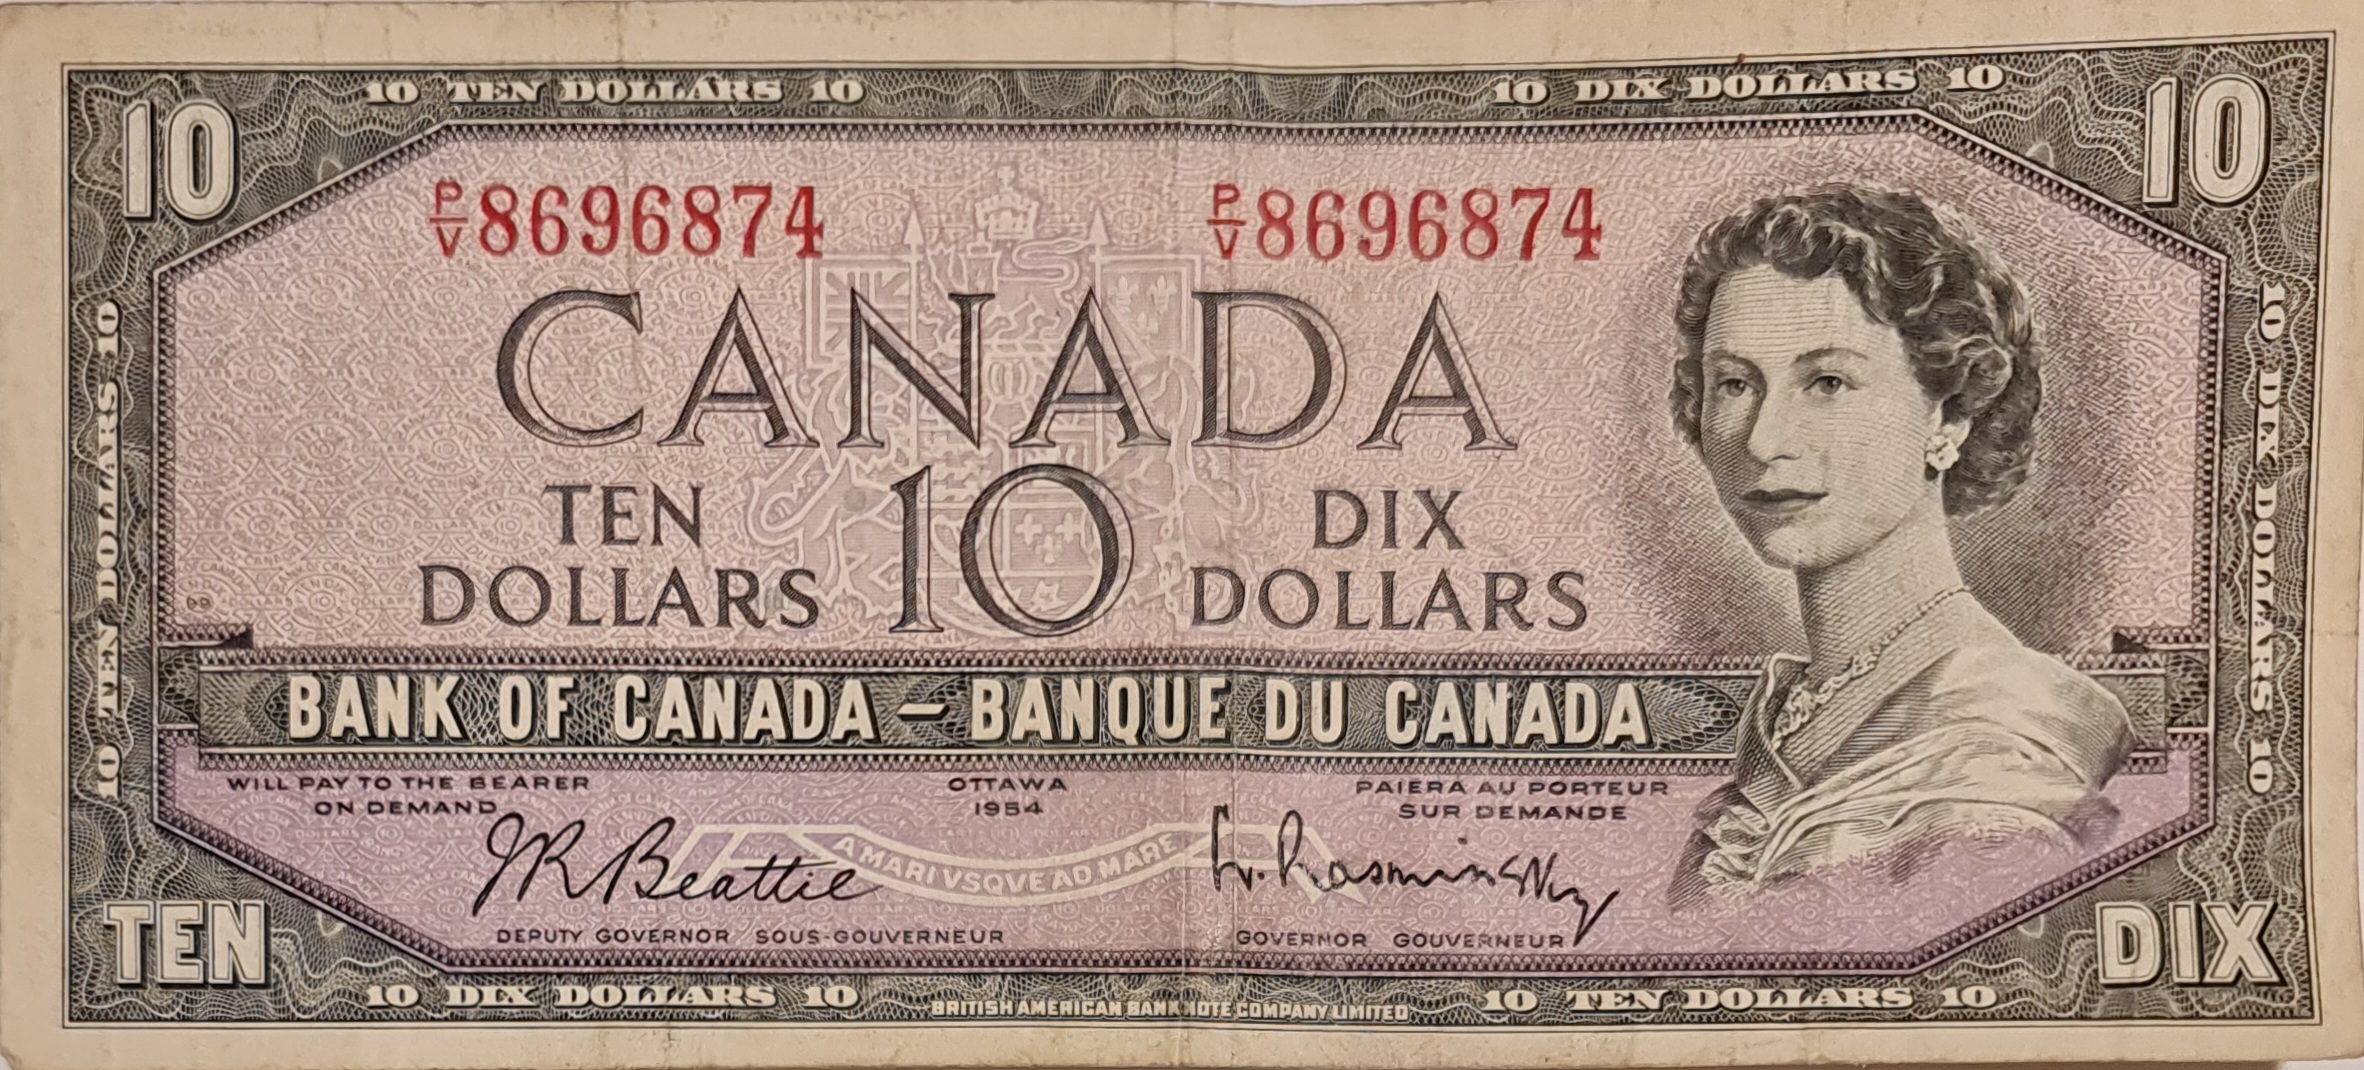 10 TEN DOLLARS 10
10 DIX DOLLARS 10
10
10
P/V 8696874
P/V 8696874
CANADA
TEN DOLLARS
10
DIX DOLLARS
10 TEN DOLLARS 10
10 DIX DOLLARS 10
BANK OF CANADA – BANQUE DU CANADA
WILL PAY TO THE BEARER
ON DEMAND
OTTAWA
1954
PAIERA AU PORTEUR
SUR DEMANDE
JR Beattie
A MARI VSQVE AD MARE
L. Rasminsky
DEPUTY GOVERNOR SOUS-GOUVERNEUR
GOVERNOR GOUVERNEUR
TEN
DIX
10 DIX DOLLARS 10
BRITISH AMERICAN BANK NOTE COMPANY LIMITED
10 TEN DOLLARS 10